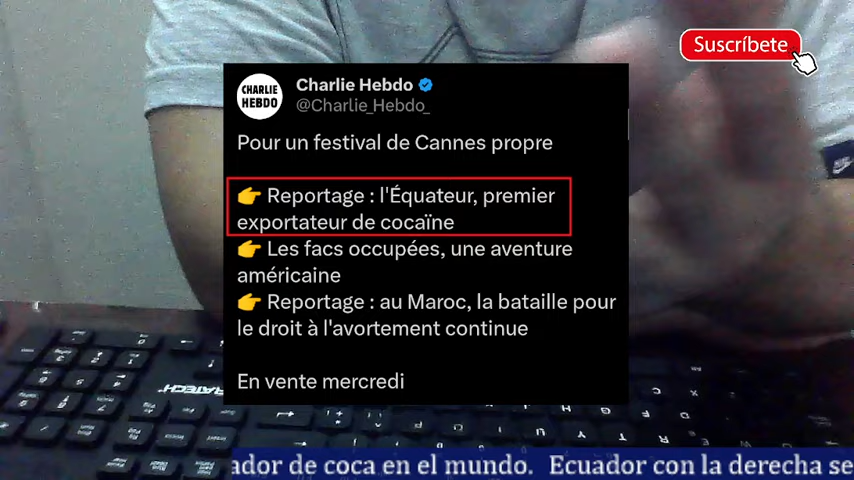 Suscríbete
CHARLIE
HEBDO
Charlie Hebdo
@Charlie_Hebdo_
Pour un festival de Cannes propre
👉 Reportage : l'Équateur, premier
exportateur de cocaïne
👉 Les facs occupées, une aventure
américaine
👉 Reportage : au Maroc, la bataille pour
le droit à l'avortement continue
En vente mercredi
ador de coca en el mundo. Ecuador con la derecha se